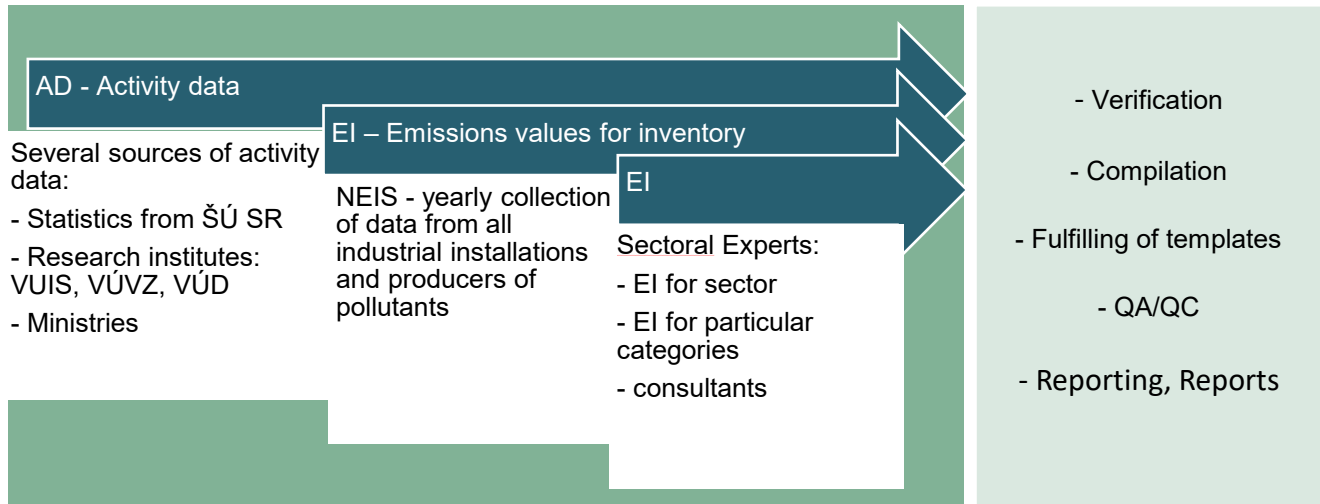 AD - Activity data
Several sources of activity
data:
- Statistics from ŠÚ SR
- Research institutes:
VUIS, VÚVZ, VÚD
- Ministries
EI – Emissions values for inventory
NEIS - yearly collection
of data from all
industrial installations
and producers of
pollutants
EI
Sectoral Experts:
- EI for sector
- EI for particular
categories
- consultants
- Verification
- Compilation
- Fulfilling of templates
- QA/QC
- Reporting, Reports